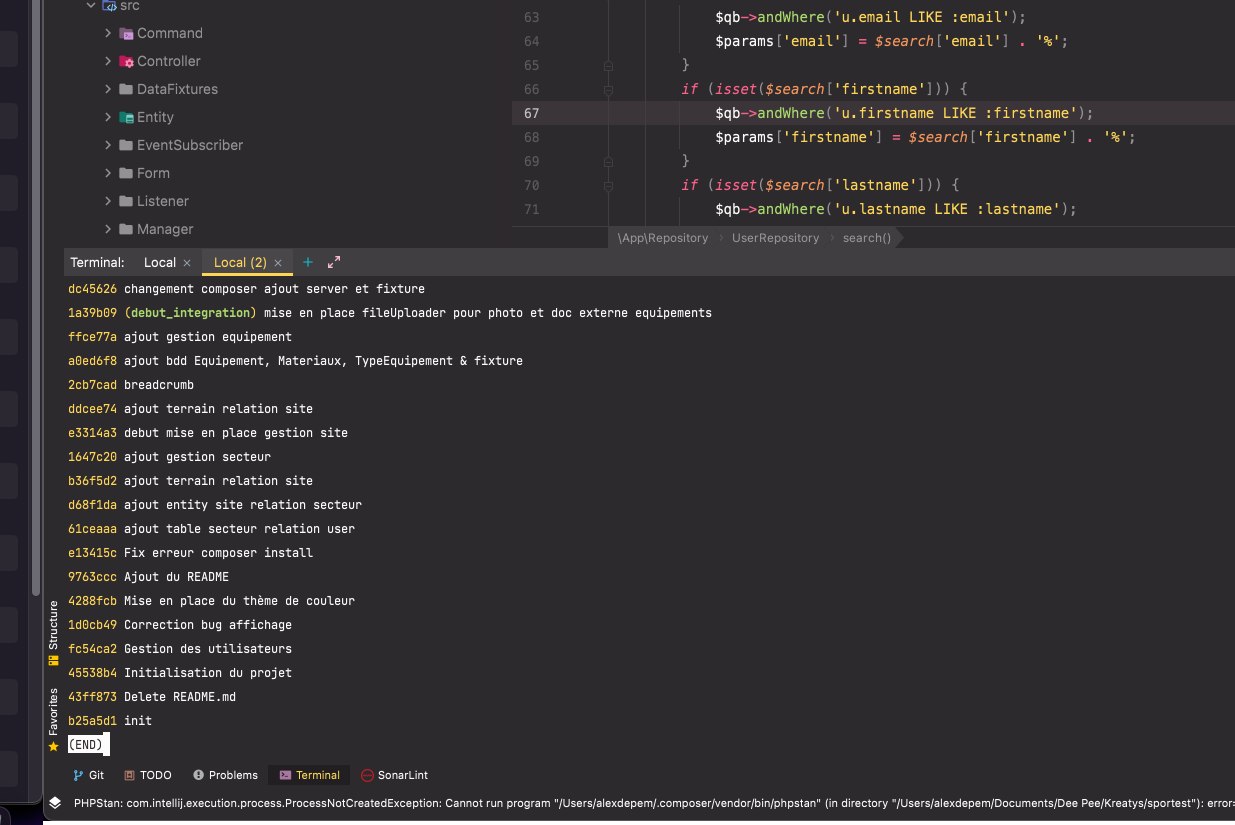 src
Command
Controller
DataFixtures
Entity
EventSubscriber
Form
Listener
Manager
63 $qb->andWhere('u.email LIKE :email');
64 $params['email'] = $search['email'] . '%';
65 }
66 if (isset($search['firstname'])) {
67 $qb->andWhere('u.firstname LIKE :firstname');
68 $params['firstname'] = $search['firstname'] . '%';
69 }
70 if (isset($search['lastname'])) {
71 $qb->andWhere('u.lastname LIKE :lastname');
\App\Repository › UserRepository › search()
Terminal: Local × Local (2) × +
dc45626 changement composer ajout server et fixture
1a39b09 (debut_integration) mise en place fileUploader pour photo et doc externe equipements
ffce77a ajout gestion equipement
a0ed6f8 ajout bdd Equipement, Materiaux, TypeEquipement & fixture
2cb7cad breadcrumb
ddcee74 ajout terrain relation site
e3314a3 debut mise en place gestion site
1647c20 ajout gestion secteur
b36f5d2 ajout terrain relation site
d68f1da ajout entity site relation secteur
61ceaaa ajout table secteur relation user
e13415c Fix erreur composer install
9763ccc Ajout du README
4288fcb Mise en place du thème de couleur
1d0cb49 Correction bug affichage
fc54ca2 Gestion des utilisateurs
45538b4 Initialisation du projet
43ff873 Delete README.md
b25a5d1 init
(END)
Structure
Favorites
Git TODO Problems Terminal SonarLint
PHPStan: com.intellij.execution.process.ProcessNotCreatedException: Cannot run program "/Users/alexdepem/.composer/vendor/bin/phpstan" (in directory "/Users/alexdepem/Documents/Dee Pee/Kreatys/sportest"): error=